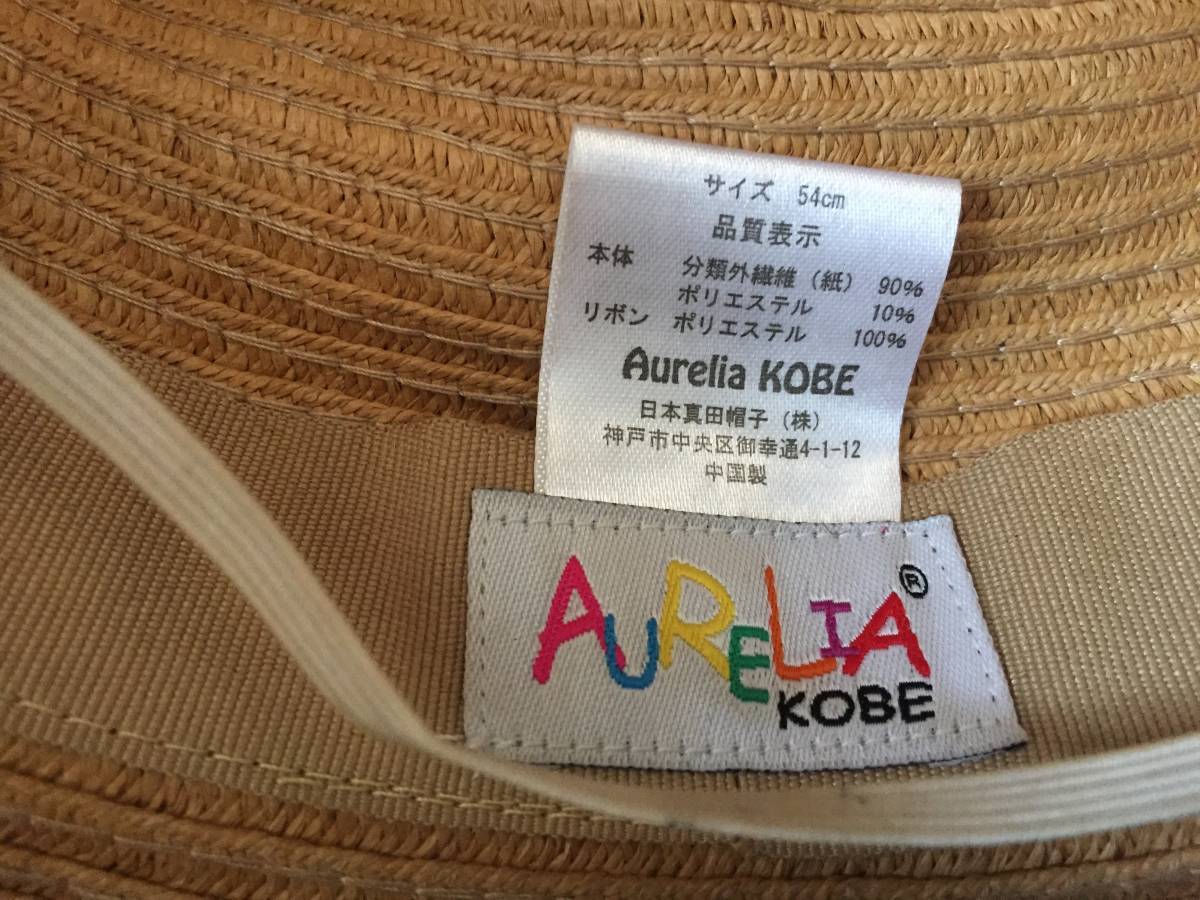 サイズ 54cm
品質表示
本体 分類外繊維（紙） 90%
ポリエステル 10%
リボン ポリエステル 100%
Aurelia KOBE
日本真田帽子（株）
神戸市中央区御幸通4-1-12
中国製
AURELIA®
KOBE